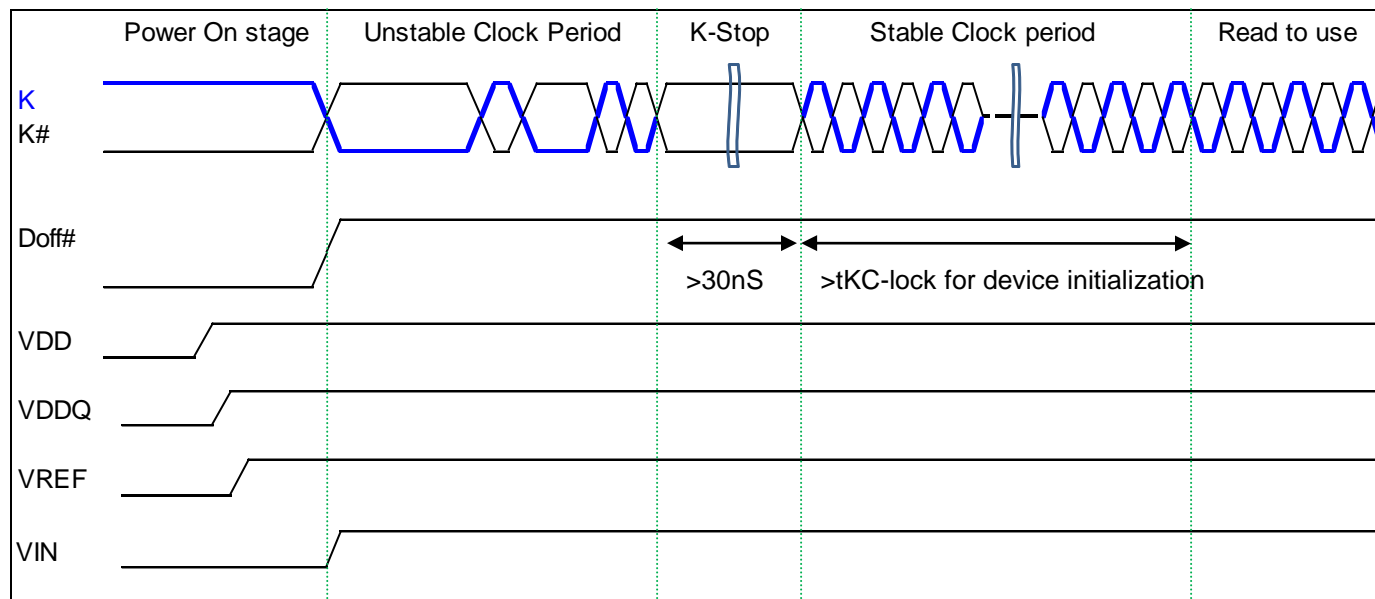 Power On stage Unstable Clock Period K-Stop Stable Clock period Read to use
K
K#
Doff#
>30nS >tKC-lock for device initialization
VDD
VDDQ
VREF
VIN